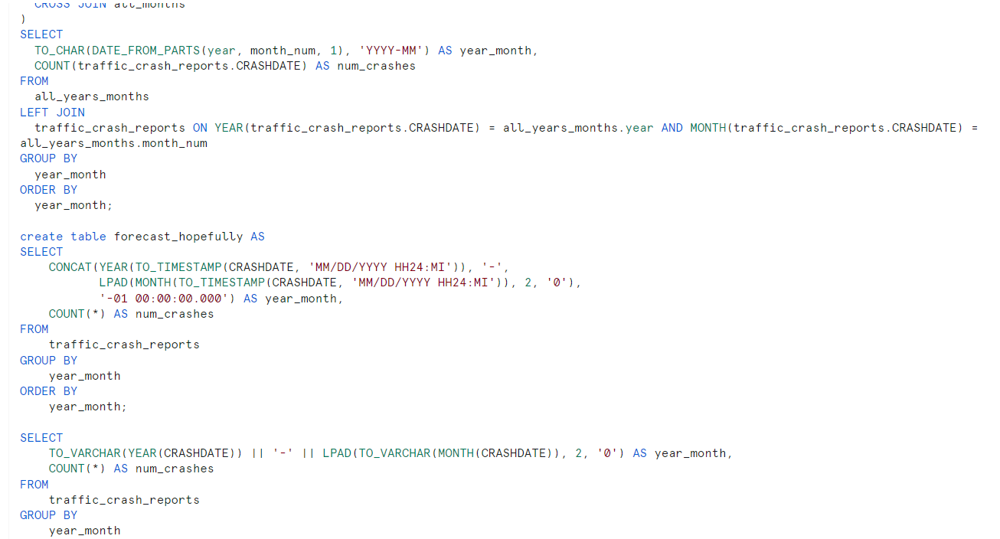 CROSS JOIN all_months
)
SELECT
TO_CHAR(DATE_FROM_PARTS(year, month_num, 1), 'YYYY-MM') AS year_month,
COUNT(traffic_crash_reports.CRASHDATE) AS num_crashes
FROM
all_years_months
LEFT JOIN
traffic_crash_reports ON YEAR(traffic_crash_reports.CRASHDATE) = all_years_months.year AND MONTH(traffic_crash_reports.CRASHDATE) =
all_years_months.month_num
GROUP BY
year_month
ORDER BY
year_month;
create table forecast_hopefully AS
SELECT
CONCAT(YEAR(TO_TIMESTAMP(CRASHDATE, 'MM/DD/YYYY HH24:MI')), '-',
LPAD(MONTH(TO_TIMESTAMP(CRASHDATE, 'MM/DD/YYYY HH24:MI')), 2, '0'),
'-01 00:00:00.000') AS year_month,
COUNT(*) AS num_crashes
FROM
traffic_crash_reports
GROUP BY
year_month
ORDER BY
year_month;
SELECT
TO_VARCHAR(YEAR(CRASHDATE)) || '-' || LPAD(TO_VARCHAR(MONTH(CRASHDATE)), 2, '0') AS year_month,
COUNT(*) AS num_crashes
FROM
traffic_crash_reports
GROUP BY
year_month